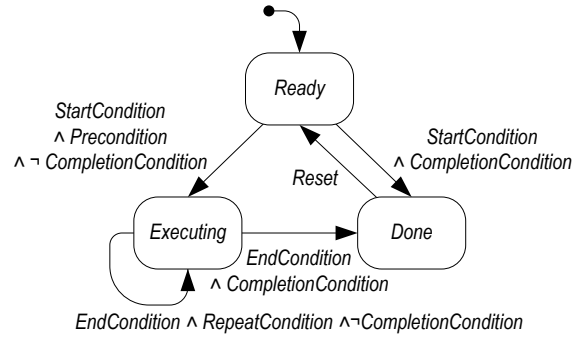 Ready
StartCondition
∧ Precondition
∧ ¬ CompletionCondition
StartCondition
∧ CompletionCondition
Reset
Executing
Done
EndCondition
∧ CompletionCondition
EndCondition ∧ RepeatCondition ∧¬CompletionCondition